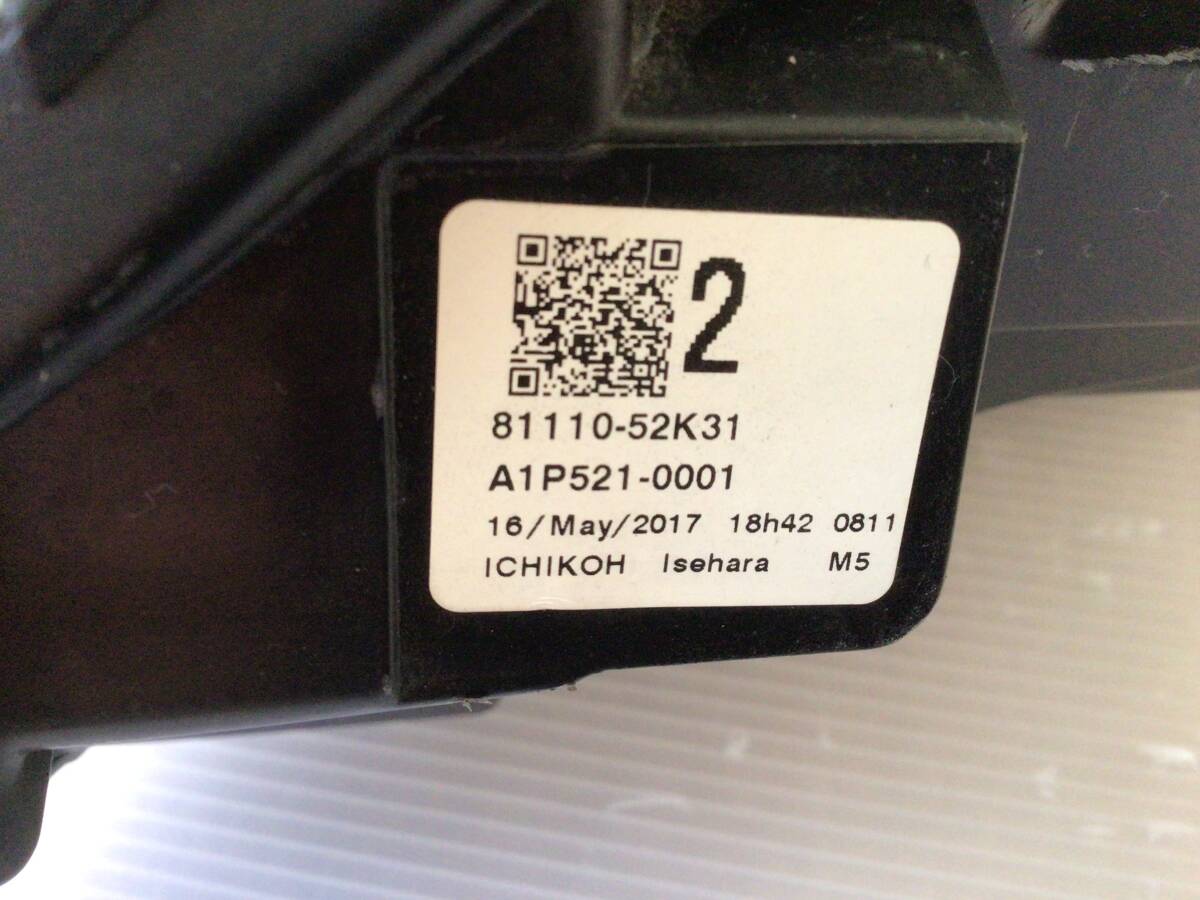 2
81110-52K31
A1P521-0001
16/May/2017 18h42 0811
ICHIKOH Isehara M5